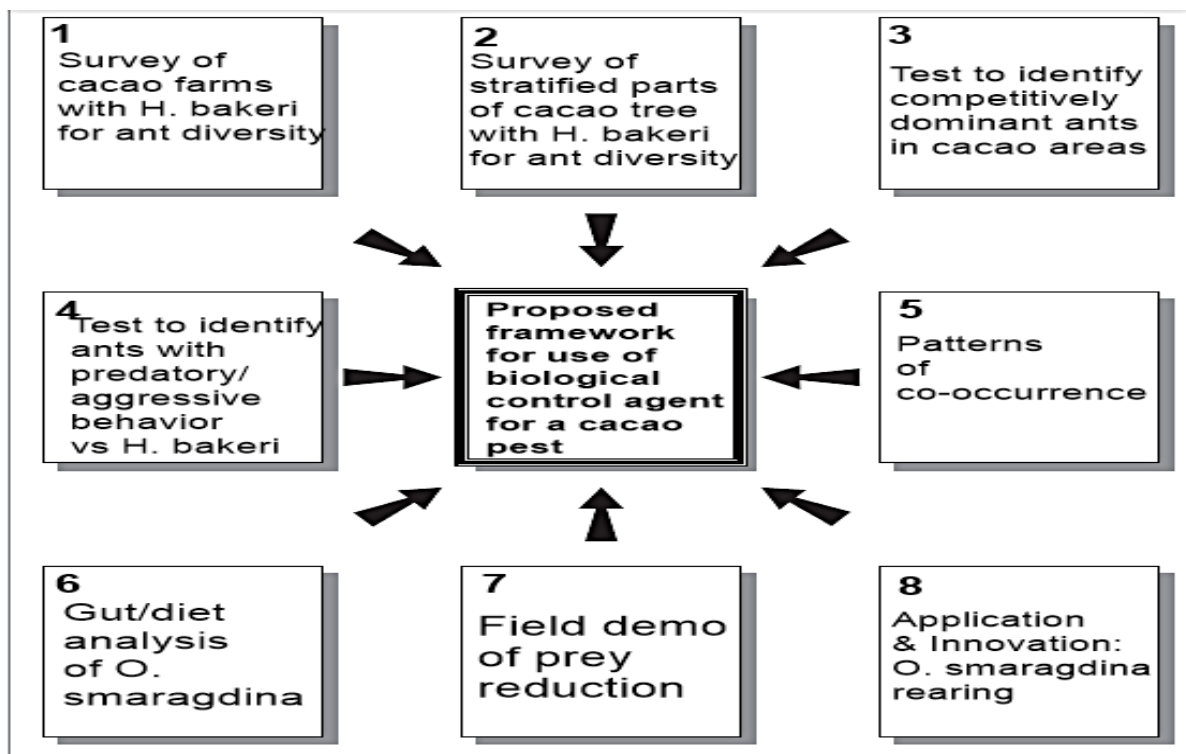 1
Survey of
cacao farms
with H. bakeri
for ant diversity
2
Survey of
stratified parts
of cacao tree
with H. bakeri
for ant diversity
3
Test to identify
competitively
dominant ants
in cacao areas
4
Test to identify
ants with
predatory/
aggressive
behavior
vs H. bakeri
Proposed
framework
for use of
biological
control agent
for a cacao
pest
5
Patterns
of
co-occurrence
6
Gut/diet
analysis
of O.
smaragdina
7
Field demo
of prey
reduction
8
Application
& Innovation:
O. smaragdina
rearing